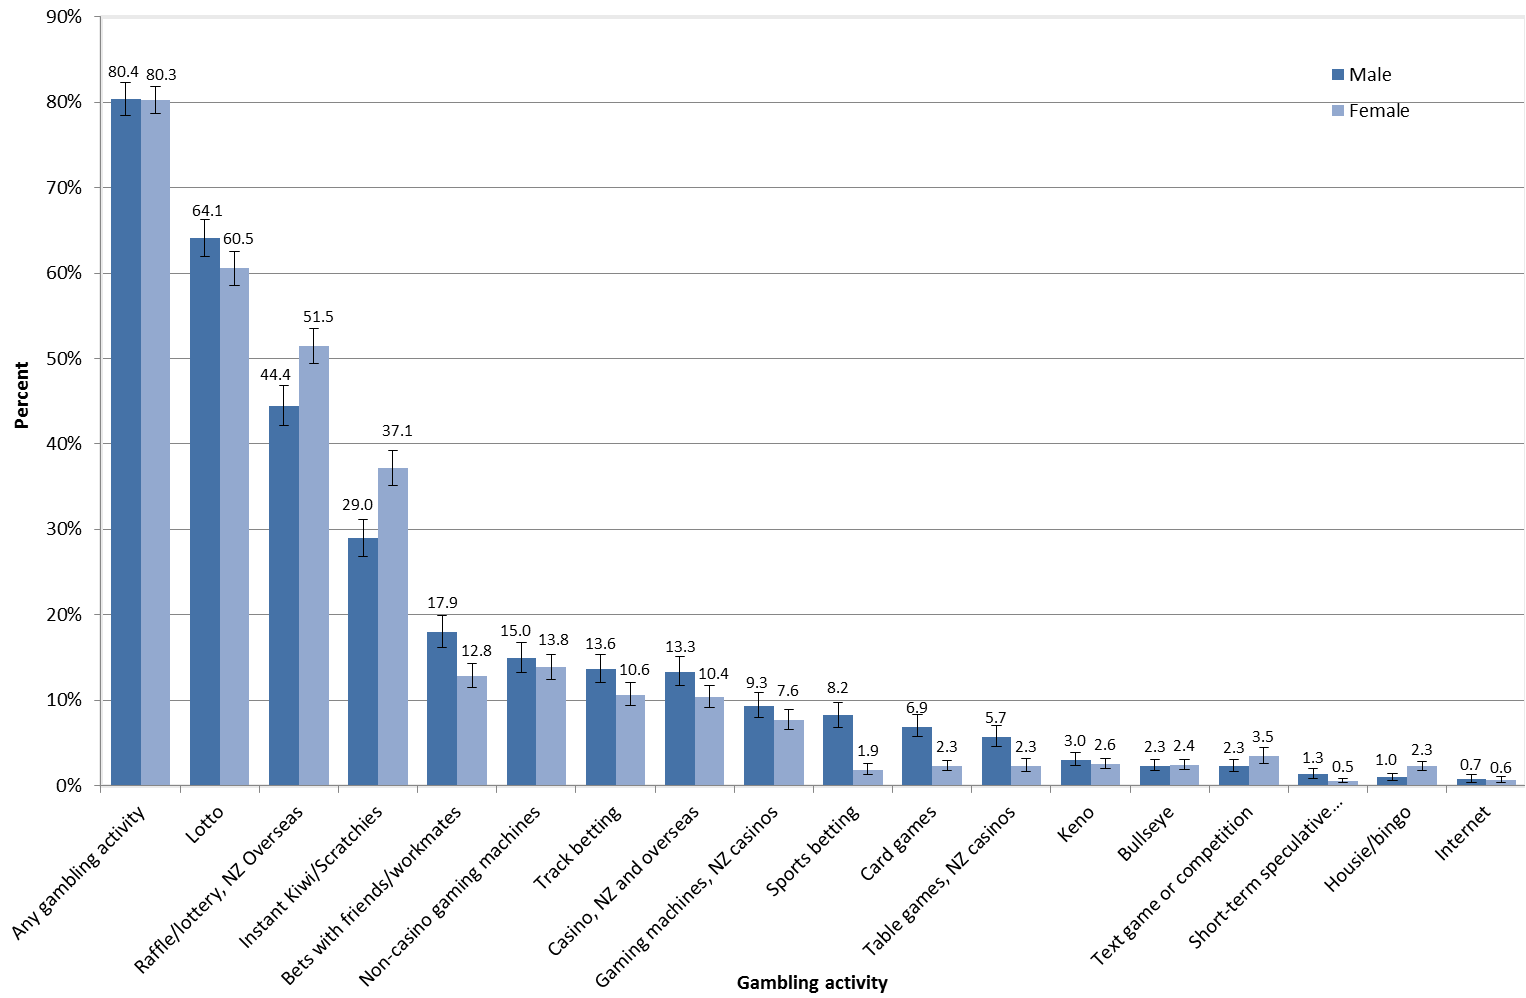 90%
80%
70%
60%
50%
40%
30%
20%
10%
0%
Percent
Male
Female
80.4
80.3
64.1
60.5
44.4
51.5
29.0
37.1
17.9
12.8
15.0
13.8
13.6
10.6
13.3
10.4
9.3
7.6
8.2
1.9
6.9
2.3
5.7
2.3
3.0
2.6
2.3
2.4
2.3
3.5
1.3
0.5
1.0
2.3
0.7
0.6
Any gambling activity
Lotto
Raffle/lottery, NZ Overseas
Instant Kiwi/Scratchies
Bets with friends/workmates
Non-casino gaming machines
Track betting
Casino, NZ and overseas
Gaming machines, NZ casinos
Sports betting
Card games
Table games, NZ casinos
Keno
Bullseye
Text game or competition
Short-term speculative...
Housie/bingo
Internet
Gambling activity